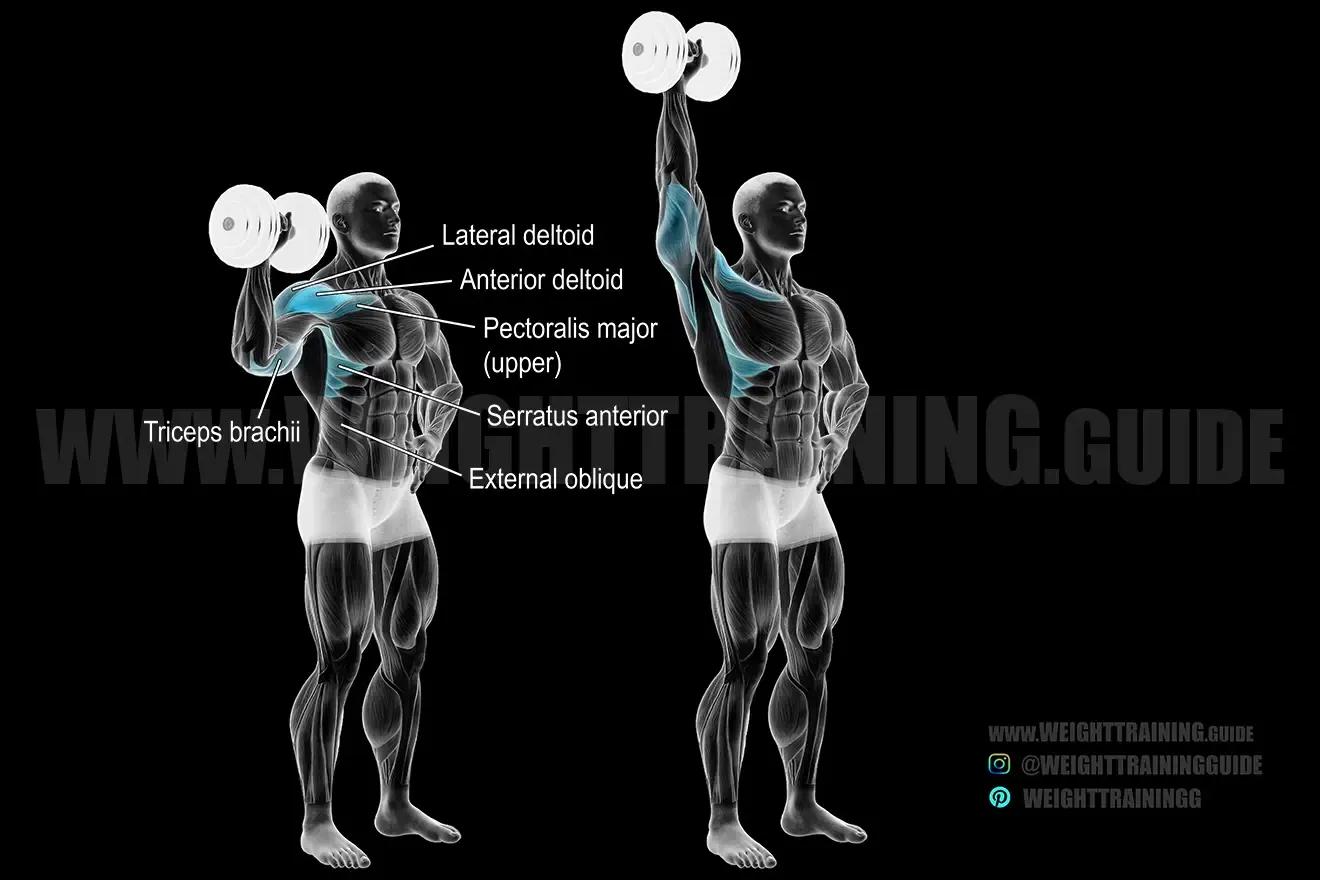 Lateral deltoid
Anterior deltoid
Pectoralis major
(upper)
Serratus anterior
Triceps brachii
External oblique
WWW.WEIGHTTRAINING.GUIDE
WWW.WEIGHTTRAINING.GUIDE
@WEIGHTTRAININGGUIDE
WEIGHTTRAININGG